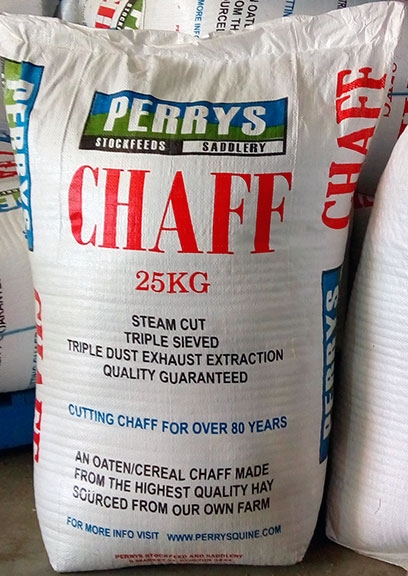 PERRYS
STOCKFEEDS SADDLERY
CHAFF
25KG
STEAM CUT
TRIPLE SIEVED
TRIPLE DUST EXHAUST EXTRACTION
QUALITY GUARANTEED
CUTTING CHAFF FOR OVER 80 YEARS
AN OATEN/CEREAL CHAFF MADE
FROM THE HIGHEST QUALITY HAY
SOURCED FROM OUR OWN FARM
FOR MORE INFO VISIT WWW.PERRYSQUINE.COM
PERRYS STOCKFEED AND SADDLERY
CHAFF
PERRYS
PERRYS